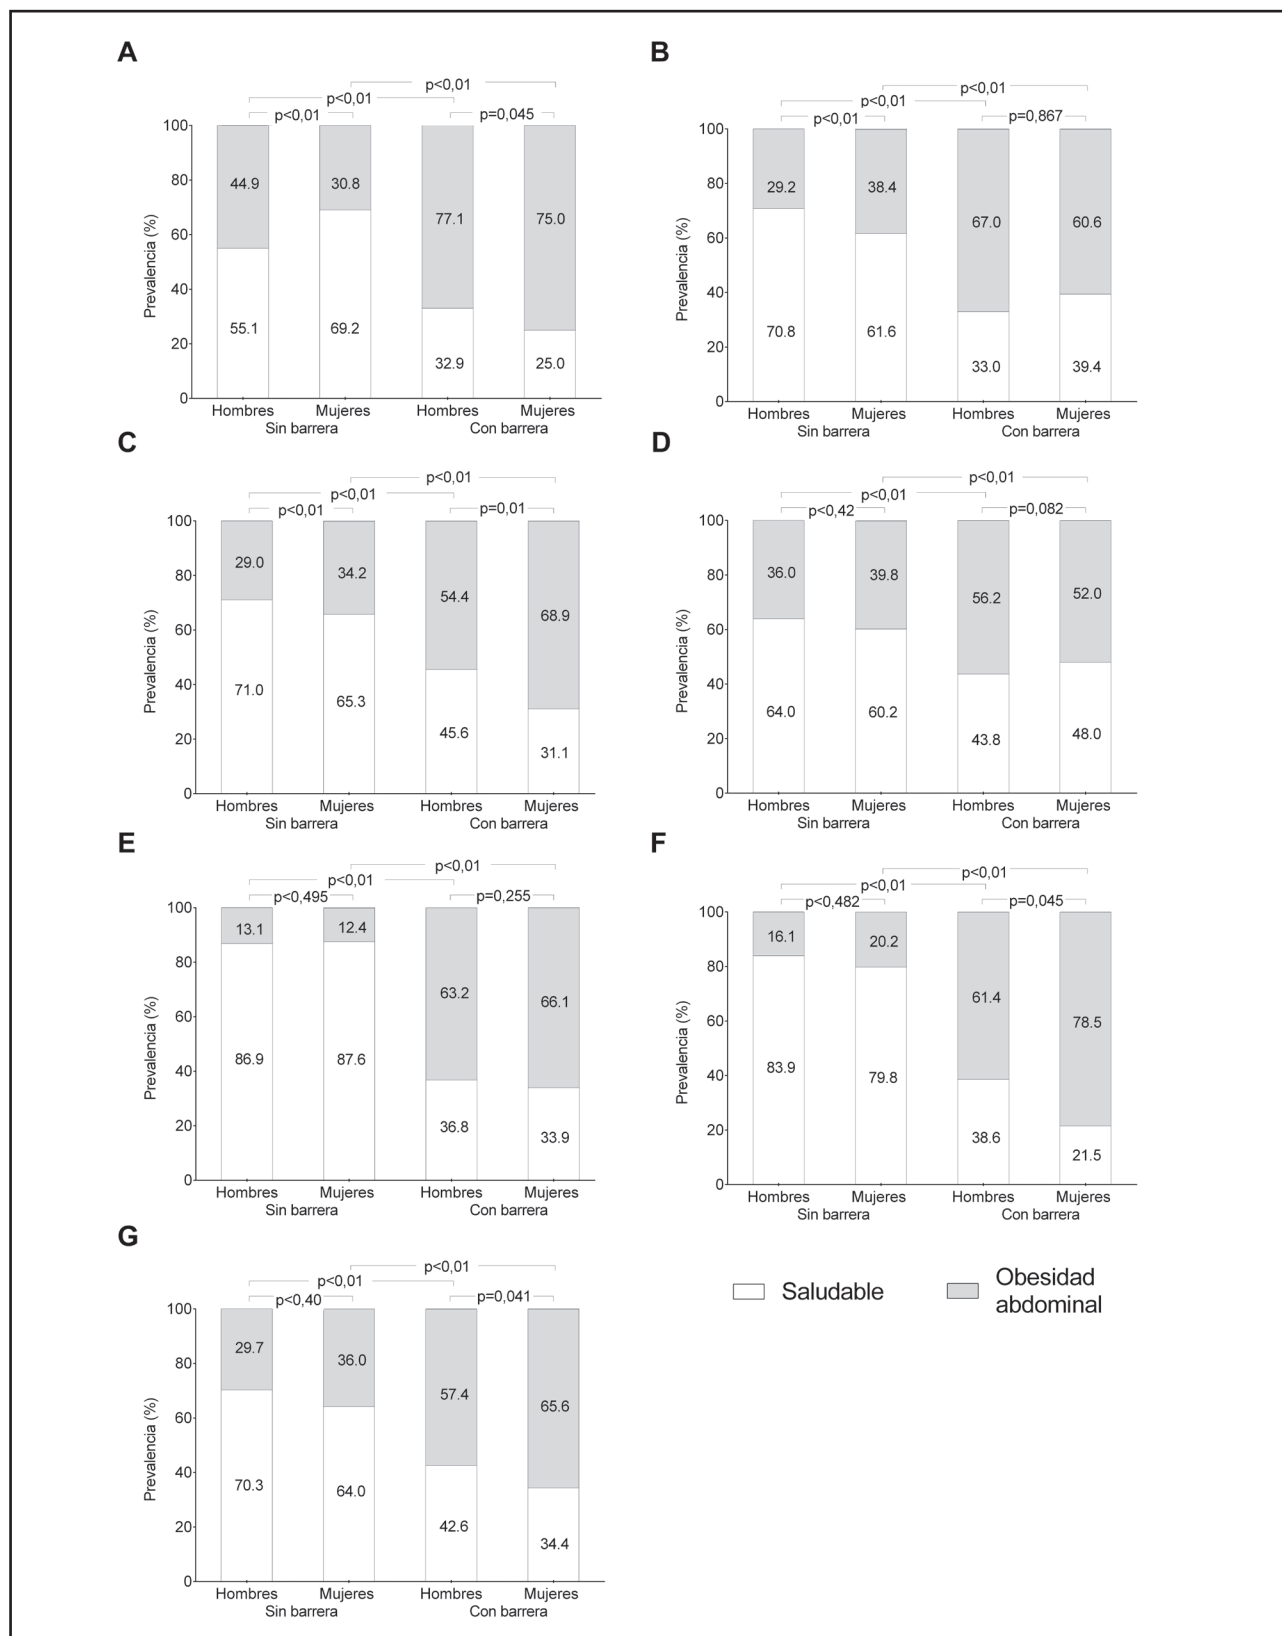 A
p<0,01
p<0,01
p<0,01
p=0,045
Prevalencia (%)
100
80
60
40
20
0
44.9
30.8
77.1
75.0
55.1
69.2
32.9
25.0
Hombres Mujeres Hombres Mujeres
Sin barrera Con barrera
B
p<0,01
p<0,01
p<0,01
p=0,867
Prevalencia (%)
100
80
60
40
20
0
29.2
38.4
67.0
60.6
70.8
61.6
33.0
39.4
Hombres Mujeres Hombres Mujeres
Sin barrera Con barrera
C
p<0,01
p<0,01
p<0,01
p=0,01
Prevalencia (%)
100
80
60
40
20
0
29.0
34.2
54.4
68.9
71.0
65.3
45.6
31.1
Hombres Mujeres Hombres Mujeres
Sin barrera Con barrera
D
p<0,01
p<0,01
p<0,42
p=0,082
Prevalencia (%)
100
80
60
40
20
0
36.0
39.8
56.2
52.0
64.0
60.2
43.8
48.0
Hombres Mujeres Hombres Mujeres
Sin barrera Con barrera
E
p<0,01
p<0,01
p<0,495
p=0,255
Prevalencia (%)
100
80
60
40
20
0
13.1
12.4
63.2
66.1
86.9
87.6
36.8
33.9
Hombres Mujeres Hombres Mujeres
Sin barrera Con barrera
F
p<0,01
p<0,01
p<0,482
p=0,045
Prevalencia (%)
100
80
60
40
20
0
16.1
20.2
61.4
78.5
83.9
79.8
38.6
21.5
Hombres Mujeres Hombres Mujeres
Sin barrera Con barrera
G
p<0,01
p<0,01
p<0,40
p=0,041
Prevalencia (%)
100
80
60
40
20
0
29.7
36.0
57.4
65.6
70.3
64.0
42.6
34.4
Hombres Mujeres Hombres Mujeres
Sin barrera Con barrera
Saludable
Obesidad
abdominal